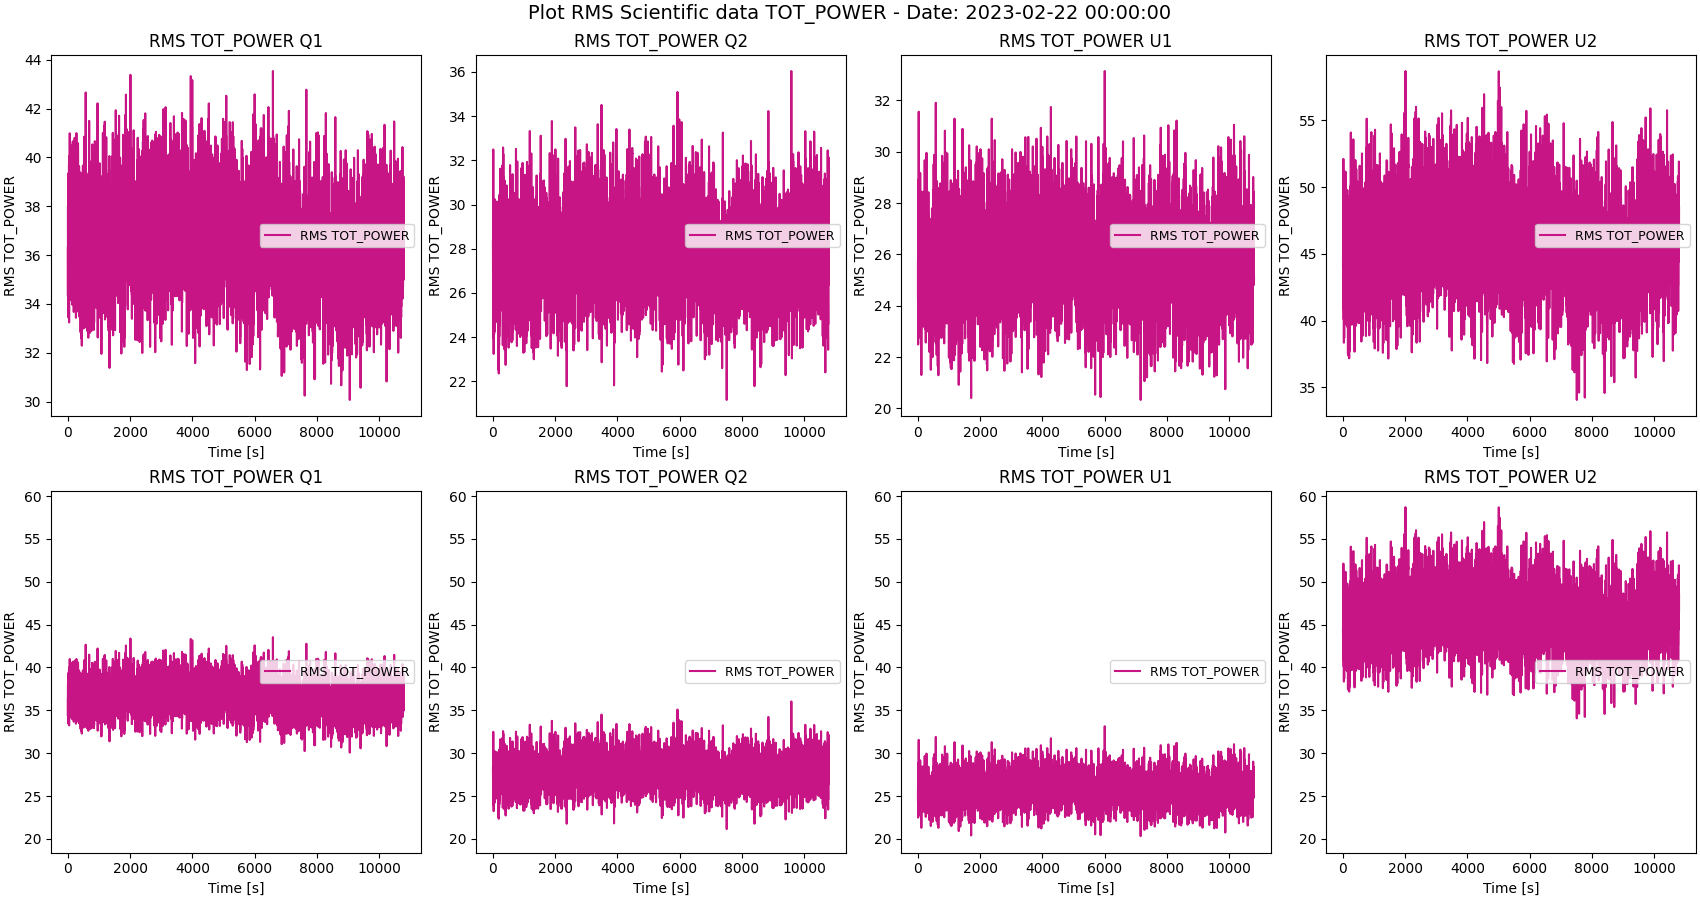 Plot RMS Scientific data TOT_POWER - Date: 2023-02-22 00:00:00
RMS TOT_POWER Q1
RMS TOT_POWER
44
42
40
38
36
34
32
30
RMS TOT_POWER
0 2000 4000 6000 8000 10000
Time [s]
RMS TOT_POWER Q2
RMS TOT_POWER
36
34
32
30
28
26
24
22
RMS TOT_POWER
0 2000 4000 6000 8000 10000
Time [s]
RMS TOT_POWER U1
RMS TOT_POWER
32
30
28
26
24
22
20
RMS TOT_POWER
0 2000 4000 6000 8000 10000
Time [s]
RMS TOT_POWER U2
RMS TOT_POWER
55
50
45
40
35
RMS TOT_POWER
0 2000 4000 6000 8000 10000
Time [s]
RMS TOT_POWER Q1
RMS TOT_POWER
60
55
50
45
40
35
30
25
20
RMS TOT_POWER
0 2000 4000 6000 8000 10000
Time [s]
RMS TOT_POWER Q2
RMS TOT_POWER
60
55
50
45
40
35
30
25
20
RMS TOT_POWER
0 2000 4000 6000 8000 10000
Time [s]
RMS TOT_POWER U1
RMS TOT_POWER
60
55
50
45
40
35
30
25
20
RMS TOT_POWER
0 2000 4000 6000 8000 10000
Time [s]
RMS TOT_POWER U2
RMS TOT_POWER
60
55
50
45
40
35
30
25
20
RMS TOT_POWER
0 2000 4000 6000 8000 10000
Time [s]